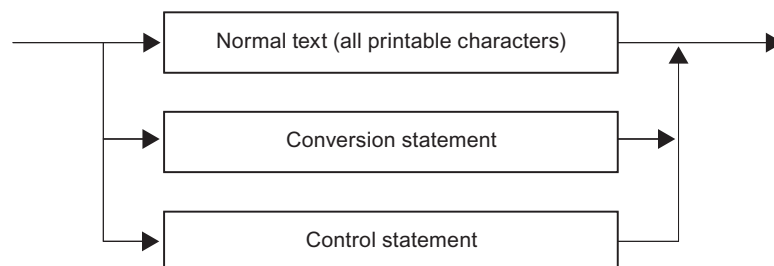 Normal text (all printable characters)
Conversion statement
Control statement